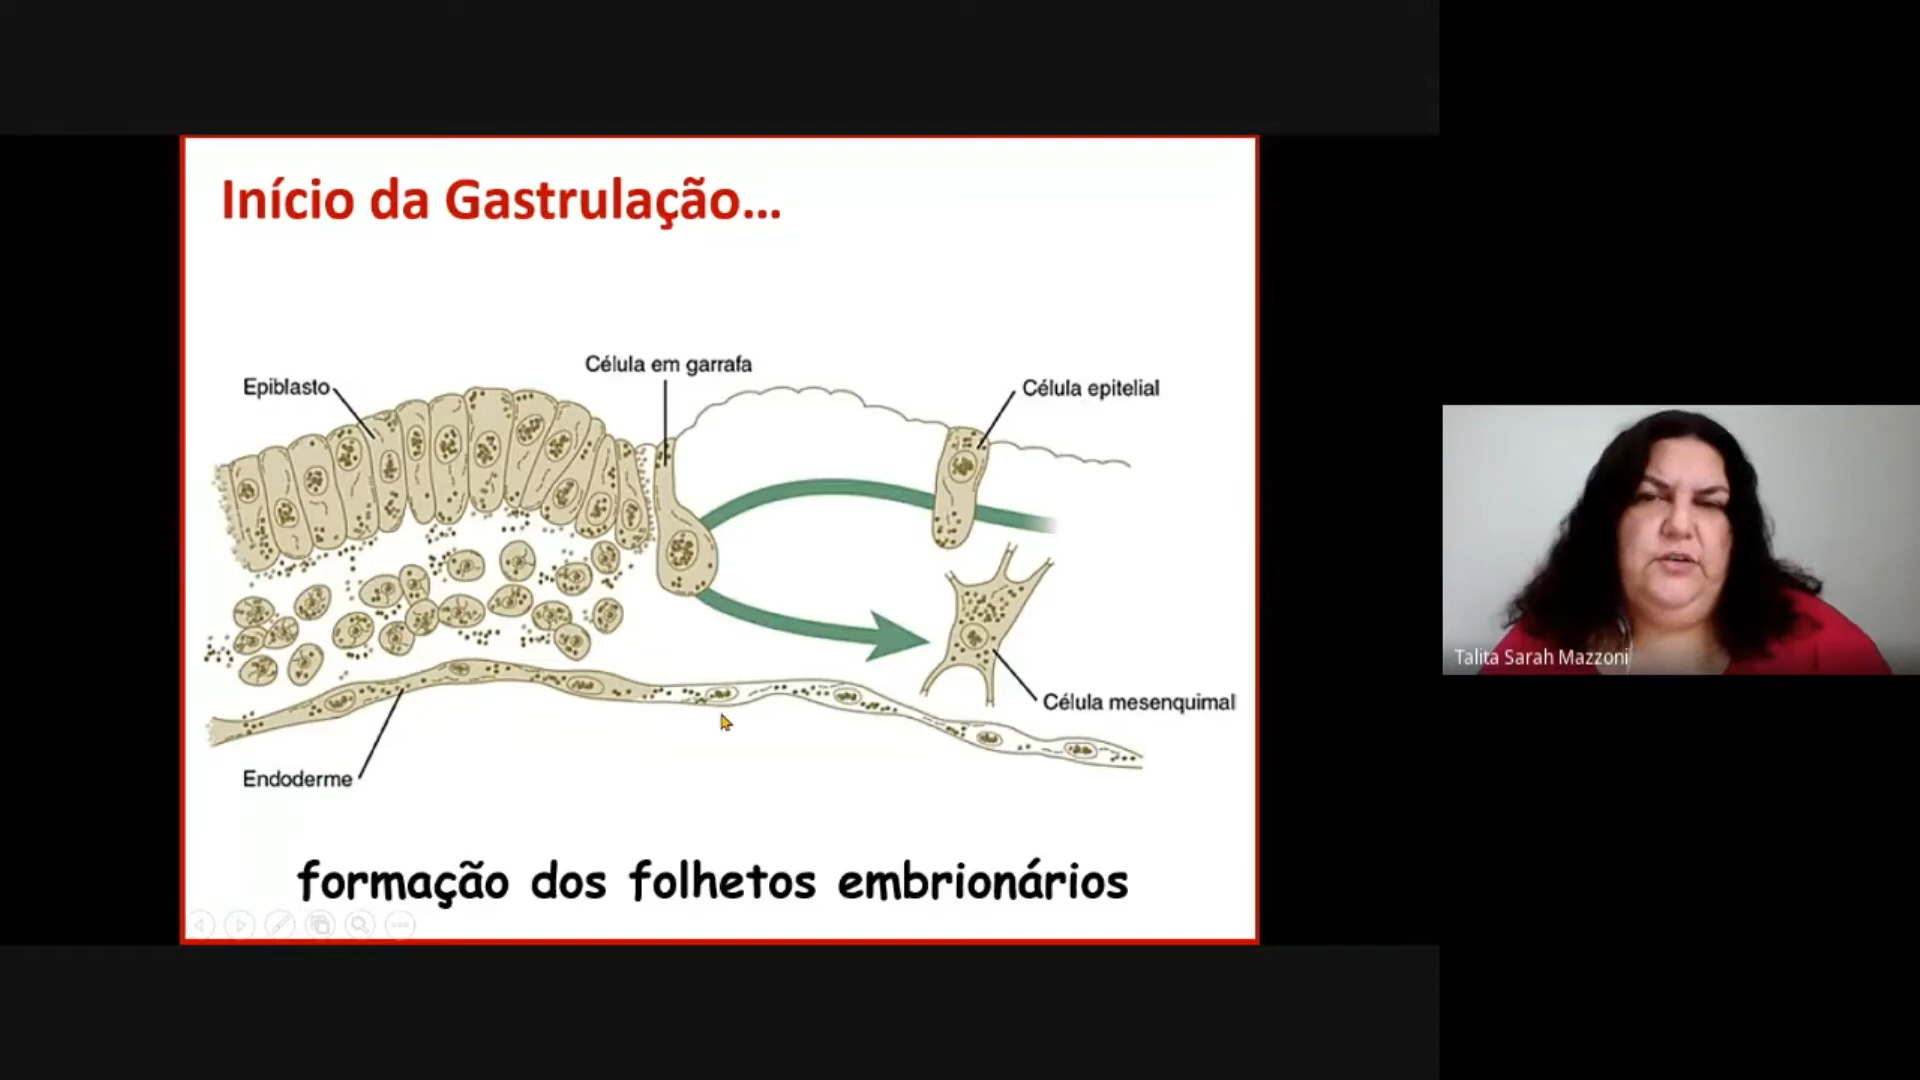 Início da Gastrulação...
Célula em garrafa
Epiblasto
Célula epitelial
Célula mesenquimal
Endoderme
formação dos folhetos embrionários
Talita Sarah Mazzoni